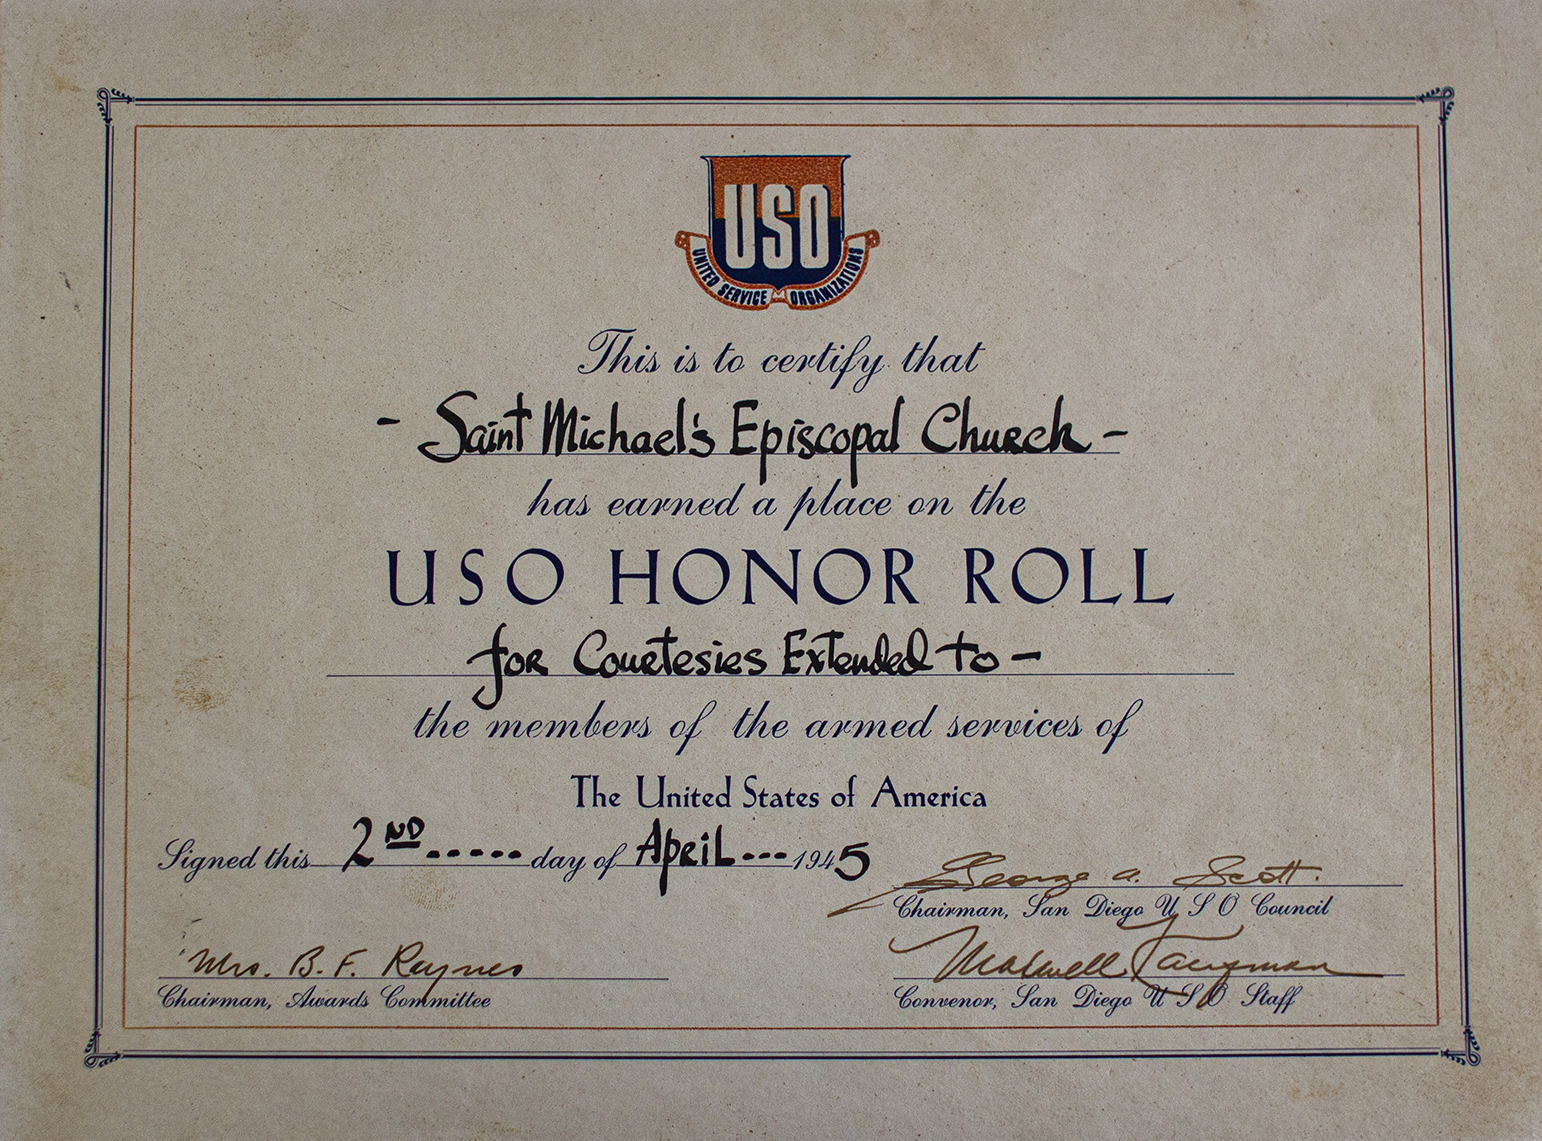 USO
UNITED SERVICE ORGANIZATIONS
This is to certify that
- Saint Michael's Episcopal Church -
has earned a place on the
USO HONOR ROLL
for Courtesies Extended to -
the members of the armed services of
The United States of America
Signed this 2ND ..... day of April ... 1945
George A. Scott.
Chairman, San Diego USO Council
Mrs. B. F. Raynes
Chairman, Awards Committee
Convenor, San Diego USO Staff